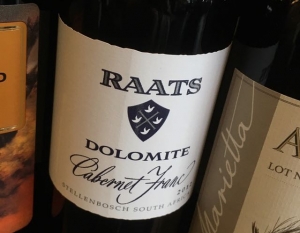 RAATS
DOLOMITE
Cabernet Franc
STELLENBOSCH SOUTH AFRICA
Marietta
LOT N